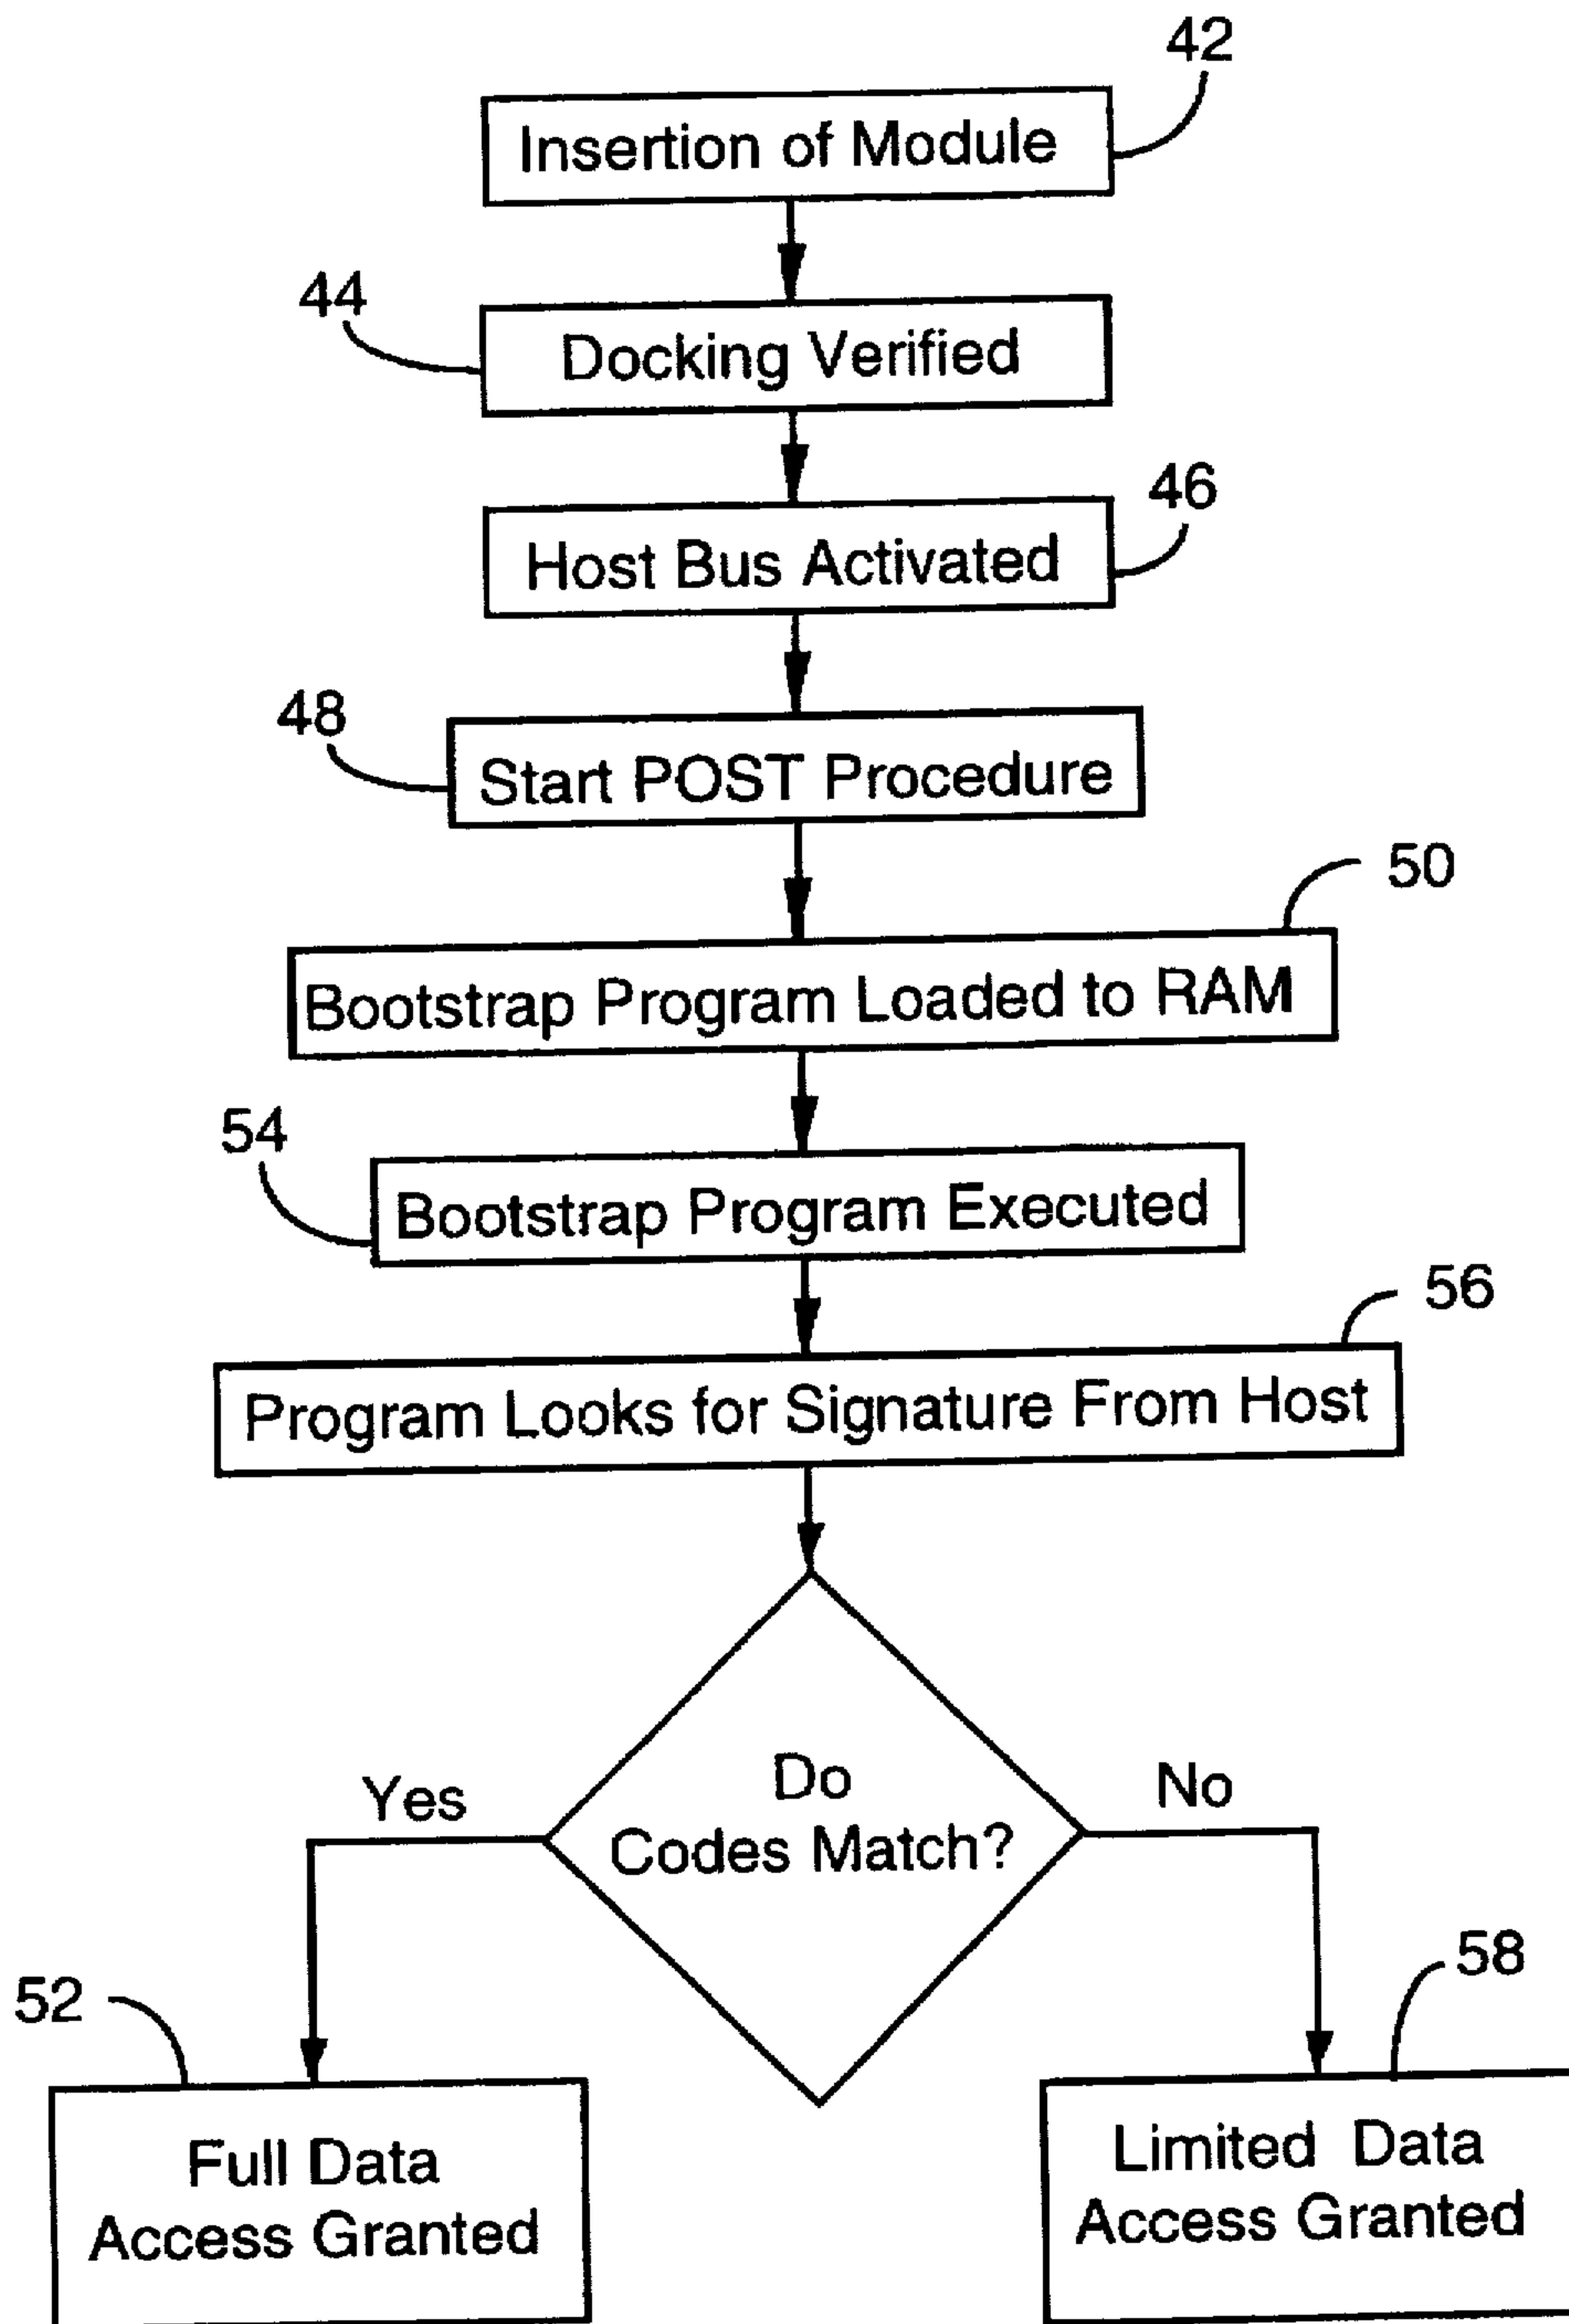 42
Insertion of Module
44
Docking Verified
46
Host Bus Activated
48
Start POST Procedure
50
Bootstrap Program Loaded to RAM
54
Bootstrap Program Executed
56
Program Looks for Signature From Host
Do
Codes Match?
Yes
No
52
58
Full Data
Access Granted
Limited Data
Access Granted